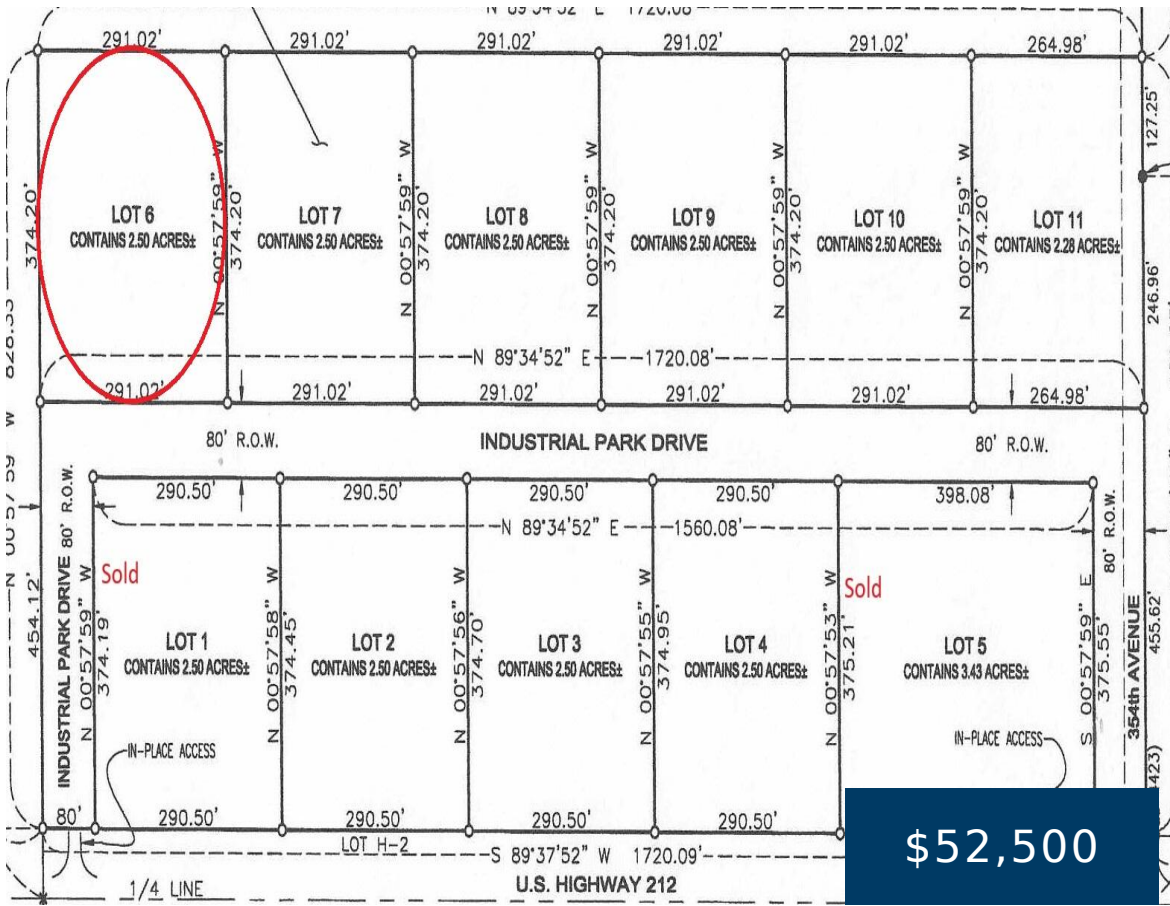 N 89°34'52" E 1720.08'
291.02' 291.02' 291.02' 291.02' 291.02' 264.98'
127.25'
374.20'
N 00°57'59" W
374.20'
N 00°57'59" W
374.20'
N 00°57'59" W
374.20'
N 00°57'59" W
374.20'
N 00°57'59" W
374.20'
246.96'
LOT 6
CONTAINS 2.50 ACRES±
LOT 7
CONTAINS 2.50 ACRES±
LOT 8
CONTAINS 2.50 ACRES±
LOT 9
CONTAINS 2.50 ACRES±
LOT 10
CONTAINS 2.50 ACRES±
LOT 11
CONTAINS 2.28 ACRES±
N 89°34'52" E 1720.08'
291.02' 291.02' 291.02' 291.02' 291.02' 264.98'
80' R.O.W. INDUSTRIAL PARK DRIVE 80' R.O.W.
N 00°57'59" W 828.33'
290.50' 290.50' 290.50' 290.50' 398.08'
N 89°34'52" E 1560.08'
454.12'
INDUSTRIAL PARK DRIVE 80' R.O.W.
N 00°57'59" W
374.19'
Sold
LOT 1
CONTAINS 2.50 ACRES±
N 00°57'58" W
374.45'
LOT 2
CONTAINS 2.50 ACRES±
N 00°57'56" W
374.70'
LOT 3
CONTAINS 2.50 ACRES±
N 00°57'55" W
374.95'
LOT 4
CONTAINS 2.50 ACRES±
N 00°57'53" W
375.21'
Sold
LOT 5
CONTAINS 3.43 ACRES±
S 00°57'59" E
375.55'
80' R.O.W.
354th AVENUE
455.62'
423)
IN-PLACE ACCESS
IN-PLACE ACCESS
80' 290.50' 290.50' 290.50' 290.50'
LOT H-2
S 89°37'52" W 1720.09'
1/4 LINE
U.S. HIGHWAY 212
$52,500